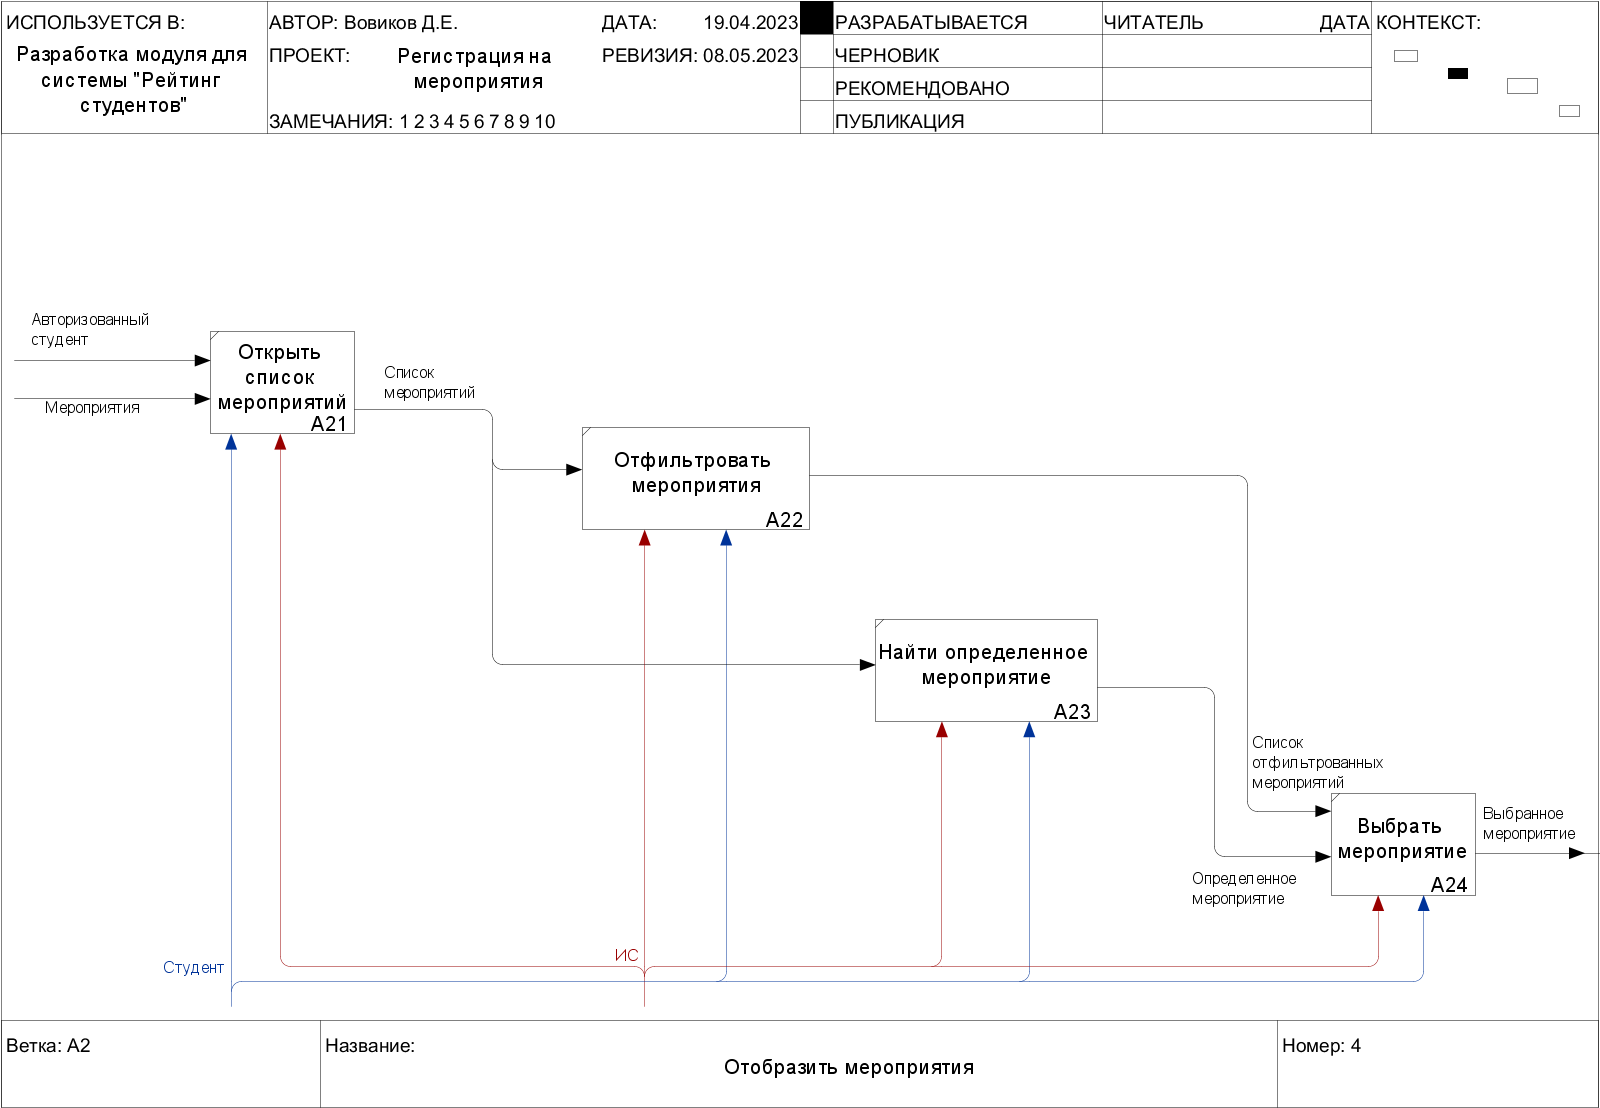 ИСПОЛЬЗУЕТСЯ В:
Разработка модуля для
системы "Рейтинг
студентов"
АВТОР: Вовиков Д.Е.
ДАТА: 19.04.2023
ПРОЕКТ: Регистрация на
мероприятия
РЕВИЗИЯ: 08.05.2023
ЗАМЕЧАНИЯ: 1 2 3 4 5 6 7 8 9 10
РАЗРАБАТЫВАЕТСЯ
ЧЕРНОВИК
РЕКОМЕНДОВАНО
ПУБЛИКАЦИЯ
ЧИТАТЕЛЬ ДАТА
КОНТЕКСТ:
Авторизованный
студент
Мероприятия
Открыть
список
мероприятий
A21
Список
мероприятий
Отфильтровать
мероприятия
A22
Найти определенное
мероприятие
A23
Список
отфильтрованных
мероприятий
Определенное
мероприятие
Выбрать
мероприятие
A24
Выбранное
мероприятие
ИС
Студент
Ветка: A2
Название:
Отобразить мероприятия
Номер: 4